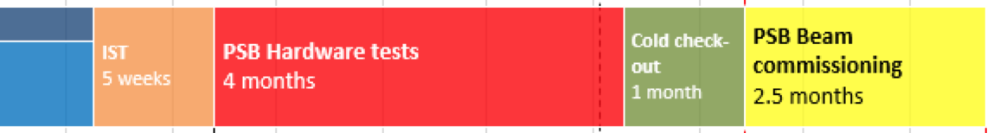 IST
5 weeks
PSB Hardware tests
4 months
Cold check-
out
1 month
PSB Beam
commissioning
2.5 months